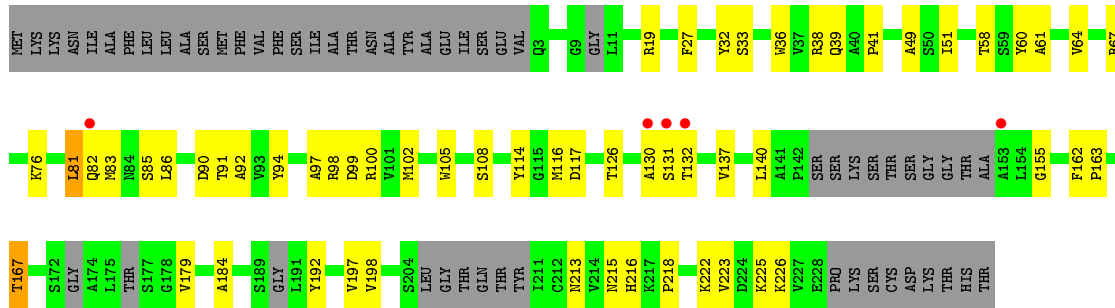 MET LYS LYS ASN ILE ALA PHE LEU LEU ALA SER MET PHE VAL PHE SER ILE ALA THR ASN ALA TYR ALA GLU ILE SER GLU VAL Q3 G9 GLY L11 R19 F27 Y32 S33 W36 V37 R38 Q39 A40 P41 A49 S50 I51 T58 S59 Y60 A61 V64 R67
K76 L81 Q82 M83 N84 S85 L86 D90 T91 A92 V93 Y94 A97 R98 D99 R100 V101 M102 W105 S108 Y114 G115 M116 D117 T126 A130 S131 T132 V137 L140 A141 P142 SER SER LYS SER THR SER GLY GLY THR ALA A153 L154 G155 F162 P163
T167 S172 GLY A174 L175 THR S177 G178 V179 A184 S189 GLY L191 Y192 V197 V198 S204 LEU GLY THR GLN THR TYR I211 C212 N213 V214 N215 H216 K217 P218 K222 V223 D224 K225 K226 V227 E228 PRO LYS SER CYS ASP LYS THR HIS THR